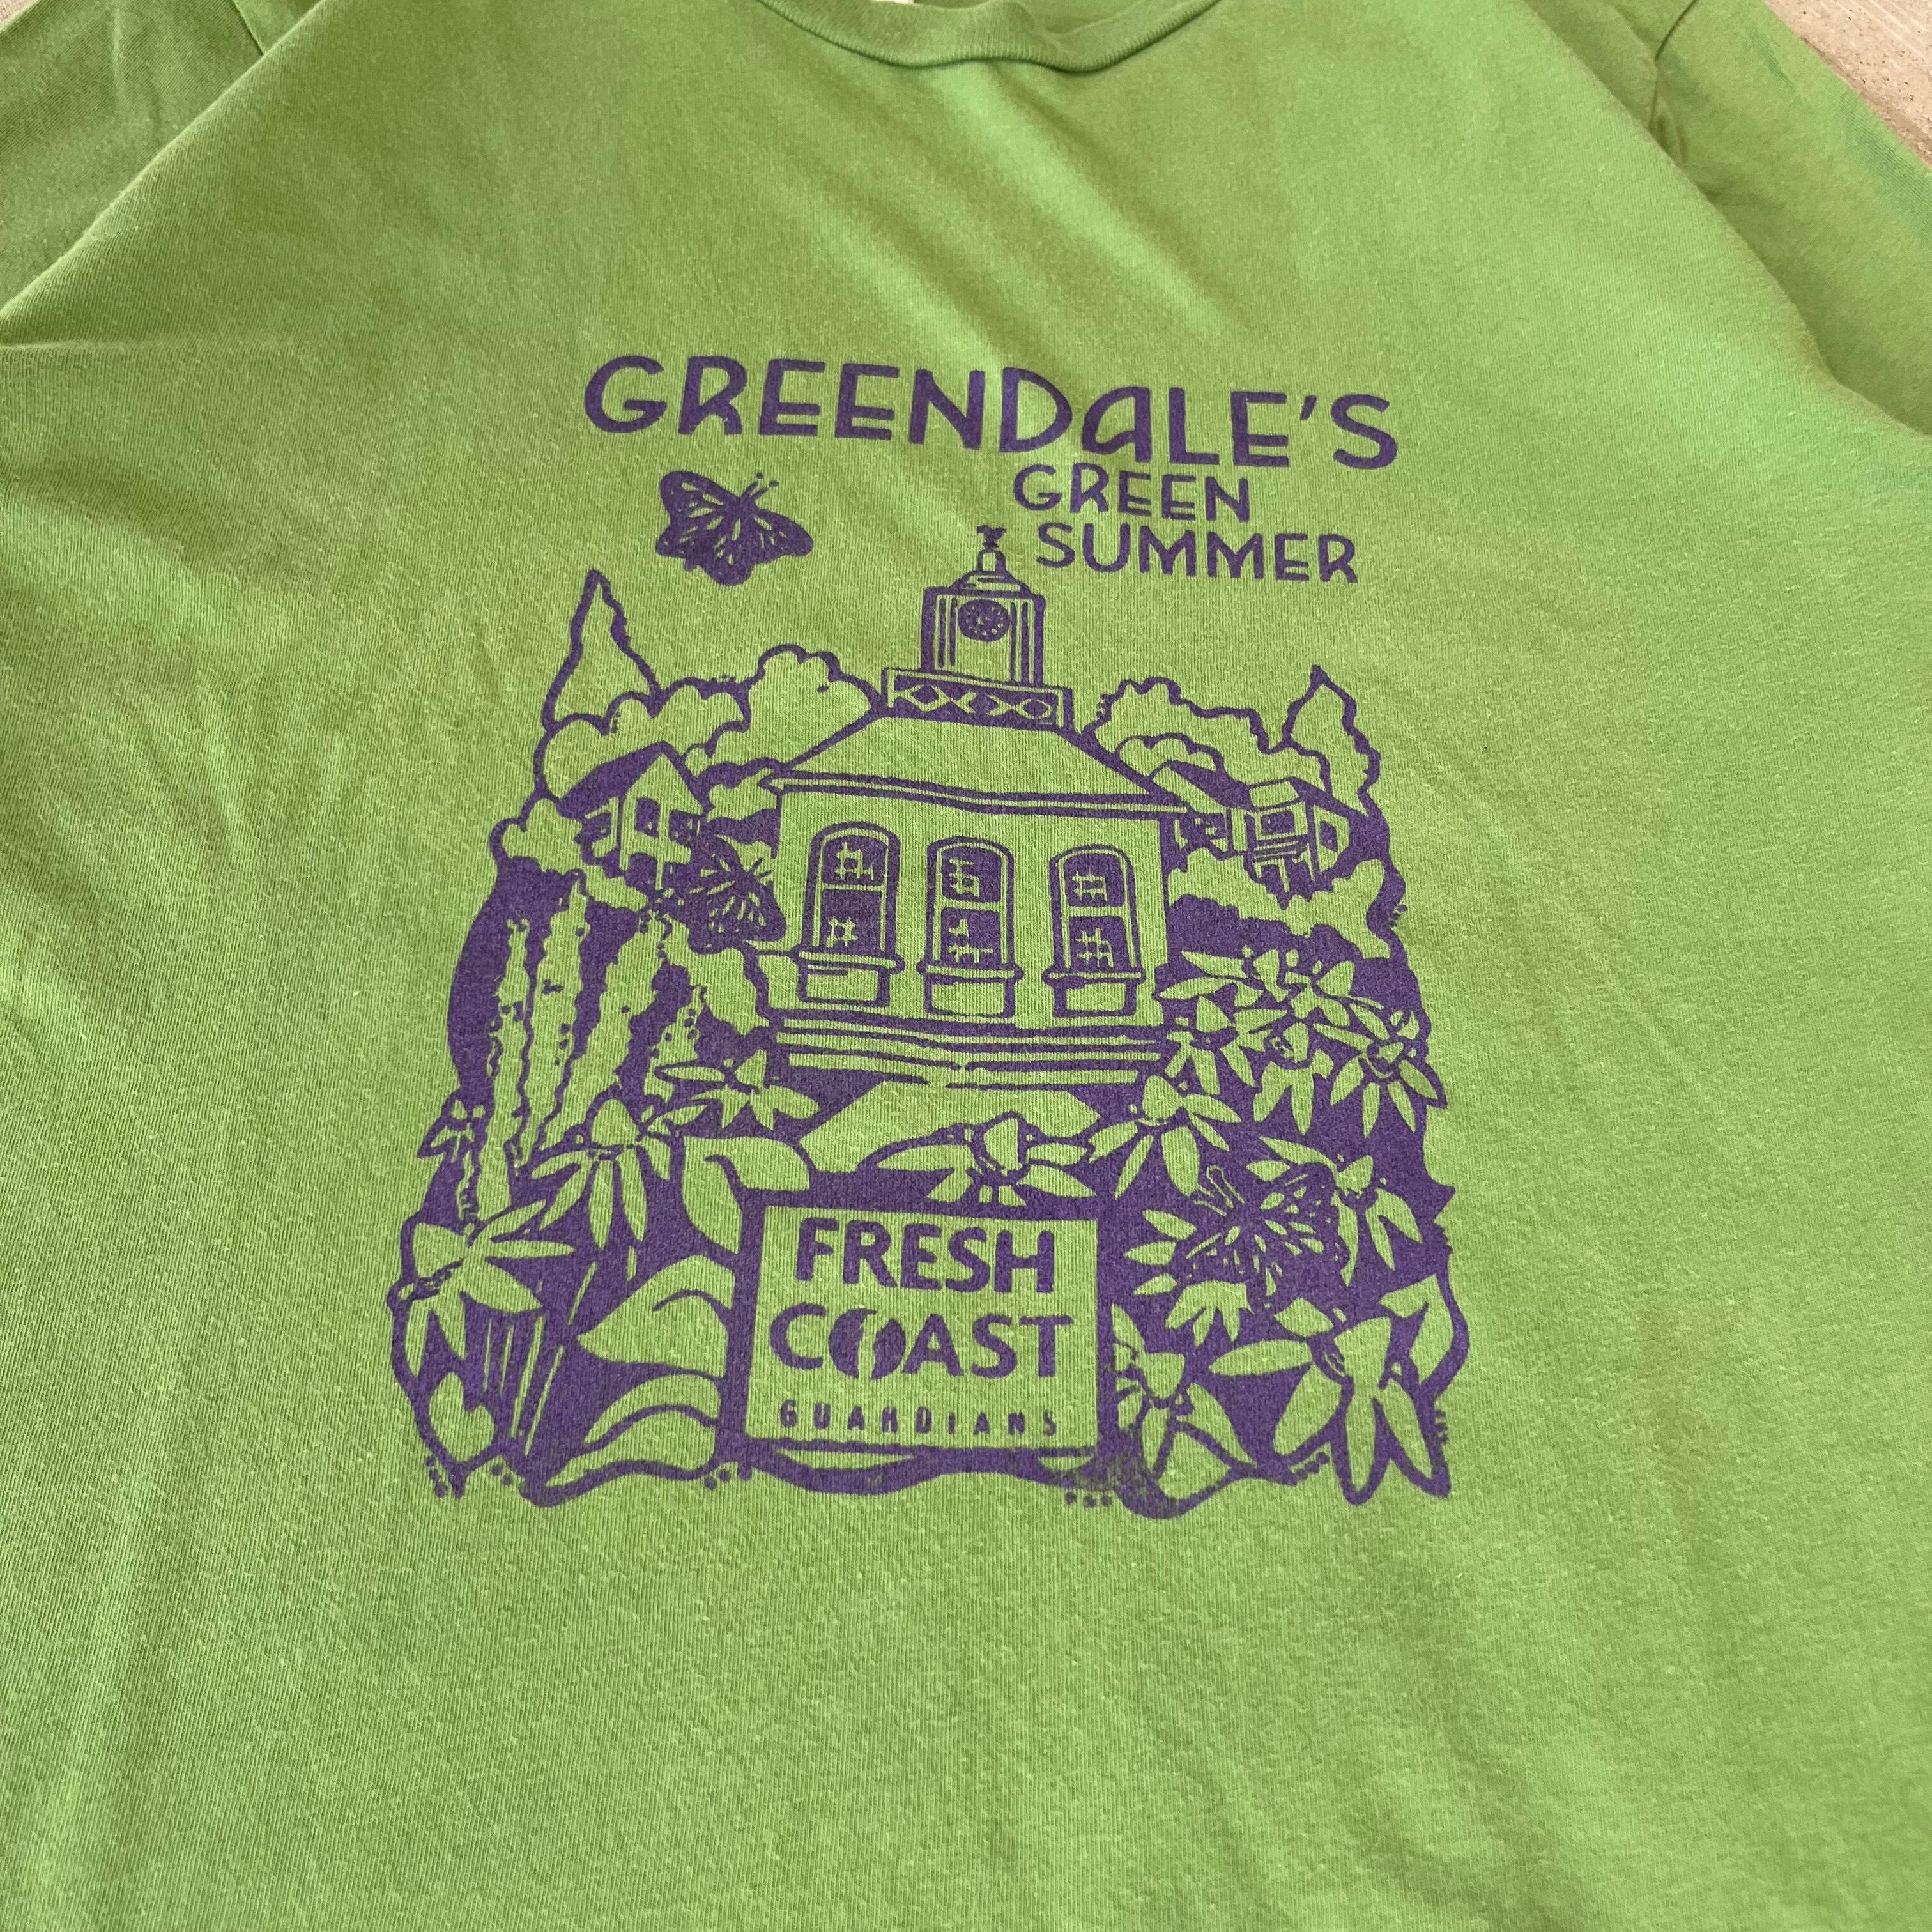 GREENDALE'S
GREEN
SUMMER
FRESH
COAST
GUARDIANS